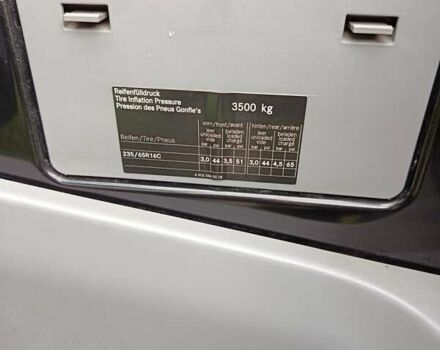 Reifenfülldruck
Tire Inflation Pressure
Pression des Pneus Gonfle's
3500 kg
vorn/front/avant hinten/rear/arrière
leer beladen leer beladen
unloaded loaded unloaded loaded
vide chargé vide chargé
Reifen/Tire/Pneus bar psi bar psi bar psi bar psi
235/65R16C 3,0 44 3,5 51 3,0 44 4,5 65